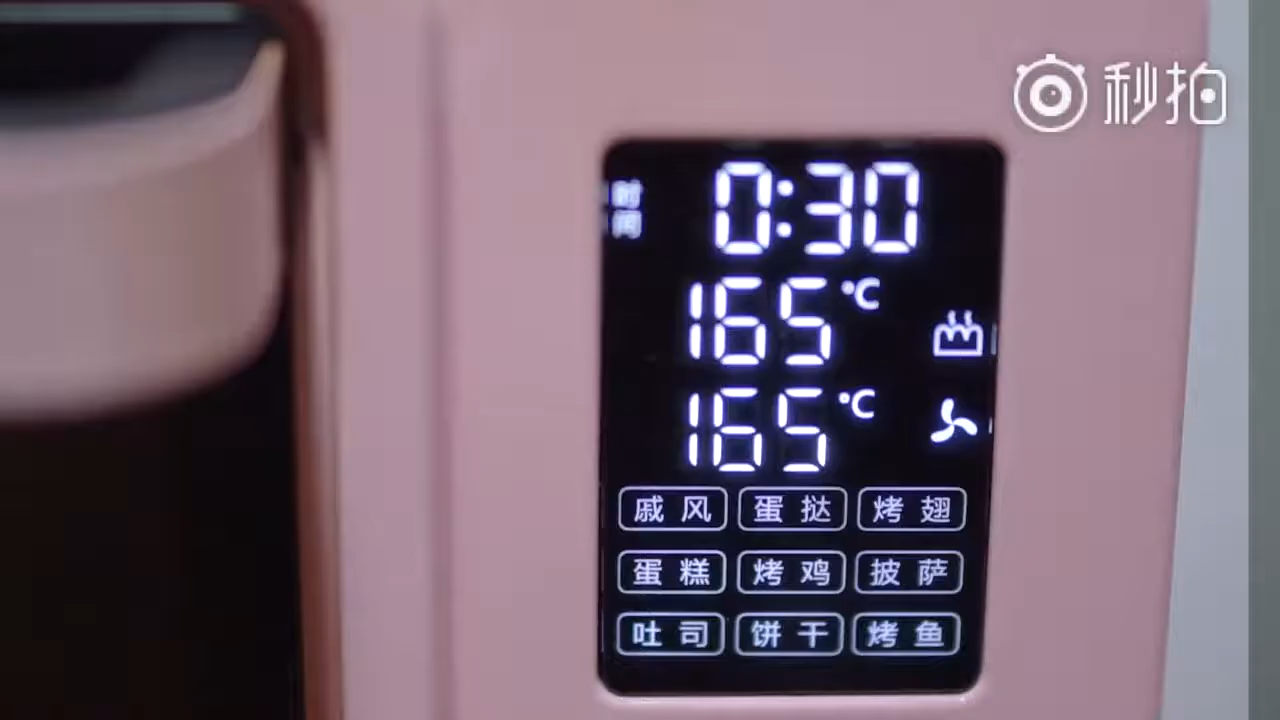 秒拍
时间 0:30
165 °C
165 °C
戚风 蛋挞 烤翅
蛋糕 烤鸡 披萨
吐司 饼干 烤鱼